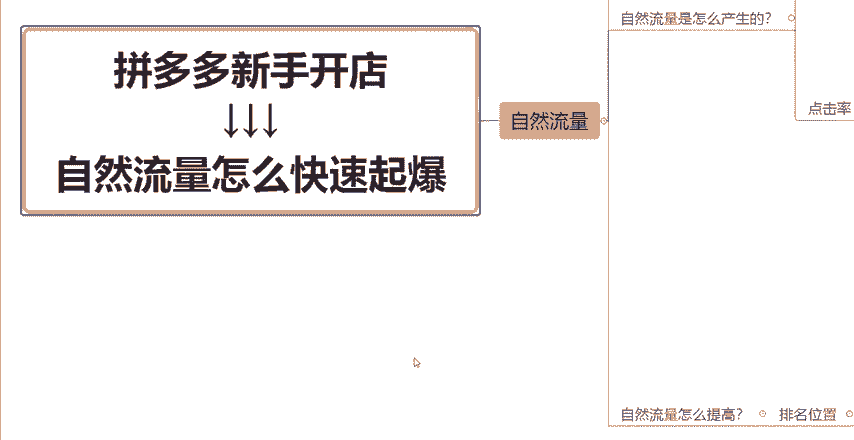 拼多多新手开店
↓↓↓
自然流量怎么快速起爆
自然流量
自然流量是怎么产生的?
点击率
自然流量怎么提高?
排名位置